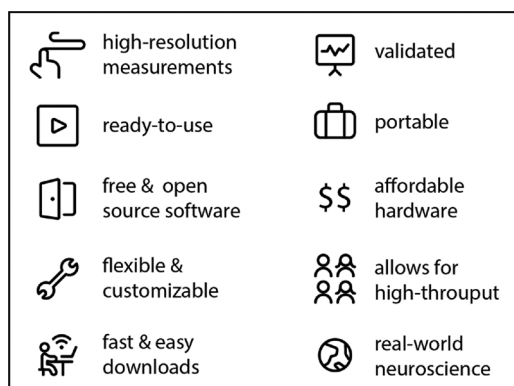 high-resolution
measurements
ready-to-use
free & open
source software
flexible &
customizable
fast & easy
downloads
validated
portable
$$
affordable
hardware
allows for
high-throuput
real-world
neuroscience